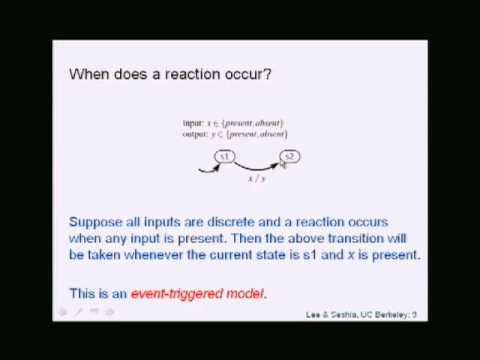 When does a reaction occur?
input: x ∈ {present, absent}
output: y ∈ {present, absent}
s1 s2
x / y
Suppose all inputs are discrete and a reaction occurs
when any input is present. Then the above transition will
be taken whenever the current state is s1 and x is present.
This is an event-triggered model.
Lee & Seshia, UC Berkeley: 9